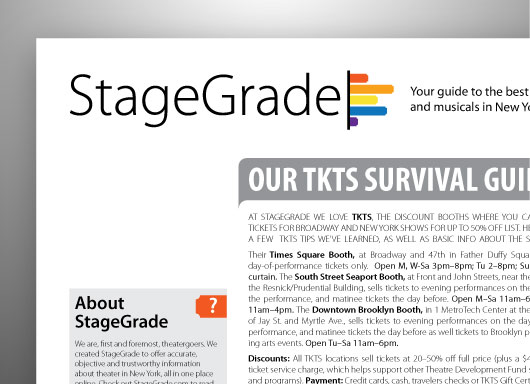 StageGrade
Your guide to the best
and musicals in New Yo
OUR TKTS SURVIVAL GUI
AT STAGEGRADE WE LOVE TKTS, THE DISCOUNT BOOTHS WHERE YOU CA
TICKETS FOR BROADWAY AND NEW YORK SHOWS FOR UP TO 50% OFF LIST. HE
A FEW TKTS TIPS WE'VE LEARNED, AS WELL AS BASIC INFO ABOUT THE S
Their Times Square Booth, at Broadway and 47th in Father Duffy Squa
day-of-performance tickets only. Open M, W-Sa 3pm–8pm; Tu 2–8pm; Su
curtain. The South Street Seaport Booth, at Front and John Streets, near the
the Resnick/Prudential Building, sells tickets to evening performances on the
the performance, and matinee tickets the day before. Open M–Sa 11am–6
11am–4pm. The Downtown Brooklyn Booth, in 1 MetroTech Center at the
of Jay St. and Myrtle Ave., sells tickets to evening performances on the day
performance, and matinee tickets the day before as well tickets to Brooklyn p
ing arts events. Open Tu–Sa 11am–6pm.
Discounts: All TKTS locations sell tickets at 20–50% off full price (plus a $4
ticket service charge, which helps support other Theatre Development Fund
and programs). Payment: Credit cards, cash, travelers checks or TKTS Gift Cer
About
StageGrade
?
We are, first and foremost, theatergoers. We
created StageGrade to offer accurate,
objective and trustworthy information
about theater in New York, all in one place
online. Check out StageGrade.com to read